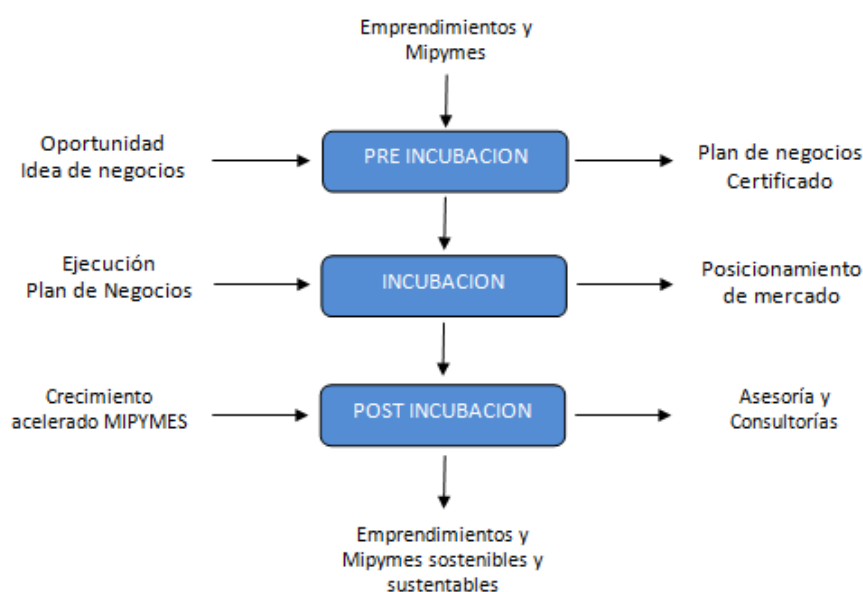 Emprendimientos y
Mipymes
Oportunidad
Idea de negocios
PRE INCUBACION
Plan de negocios
Certificado
Ejecución
Plan de Negocios
INCUBACION
Posicionamiento
de mercado
Crecimiento
acelerado MIPYMES
POST INCUBACION
Asesoría y
Consultorías
Emprendimientos y
Mipymes sostenibles y
sustentables